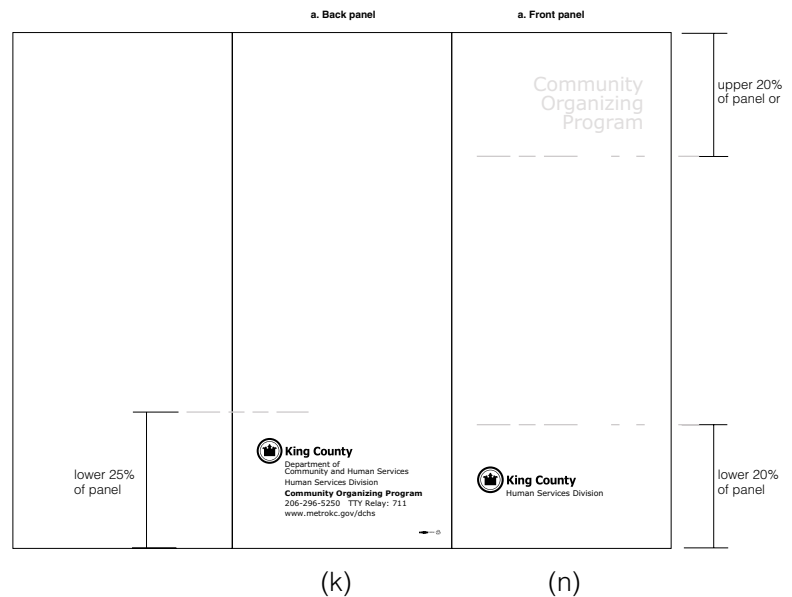 a. Back panel
a. Front panel
upper 20%
of panel or
Community
Organizing
Program
lower 25%
of panel
King County
Department of
Community and Human Services
Human Services Division
Community Organizing Program
206-296-5250 TTY Relay: 711
www.metrokc.gov/dchs
King County
Human Services Division
lower 20%
of panel
(k)
(n)